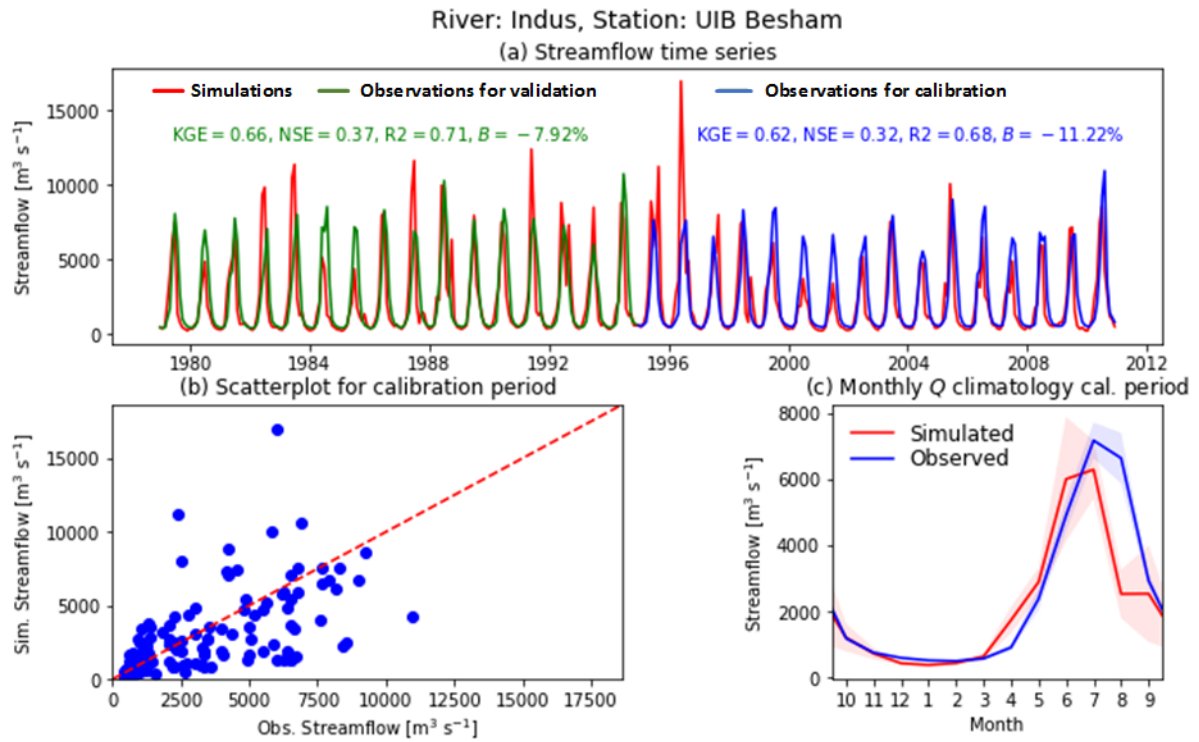 River: Indus, Station: UIB Besham
(a) Streamflow time series
Simulations Observations for validation Observations for calibration
KGE = 0.66, NSE = 0.37, R2 = 0.71, B = −7.92% KGE = 0.62, NSE = 0.32, R2 = 0.68, B = −11.22%
Streamflow [m³ s⁻¹]
15000
10000
5000
0
1980 1984 1988 1992 1996 2000 2004 2008 2012
(b) Scatterplot for calibration period
Sim. Streamflow [m³ s⁻¹]
15000
10000
5000
0
0 2500 5000 7500 10000 12500 15000 17500
Obs. Streamflow [m³ s⁻¹]
(c) Monthly Q climatology cal. period
Simulated
Observed
Streamflow [m³ s⁻¹]
8000
6000
4000
2000
0
10 11 12 1 2 3 4 5 6 7 8 9
Month